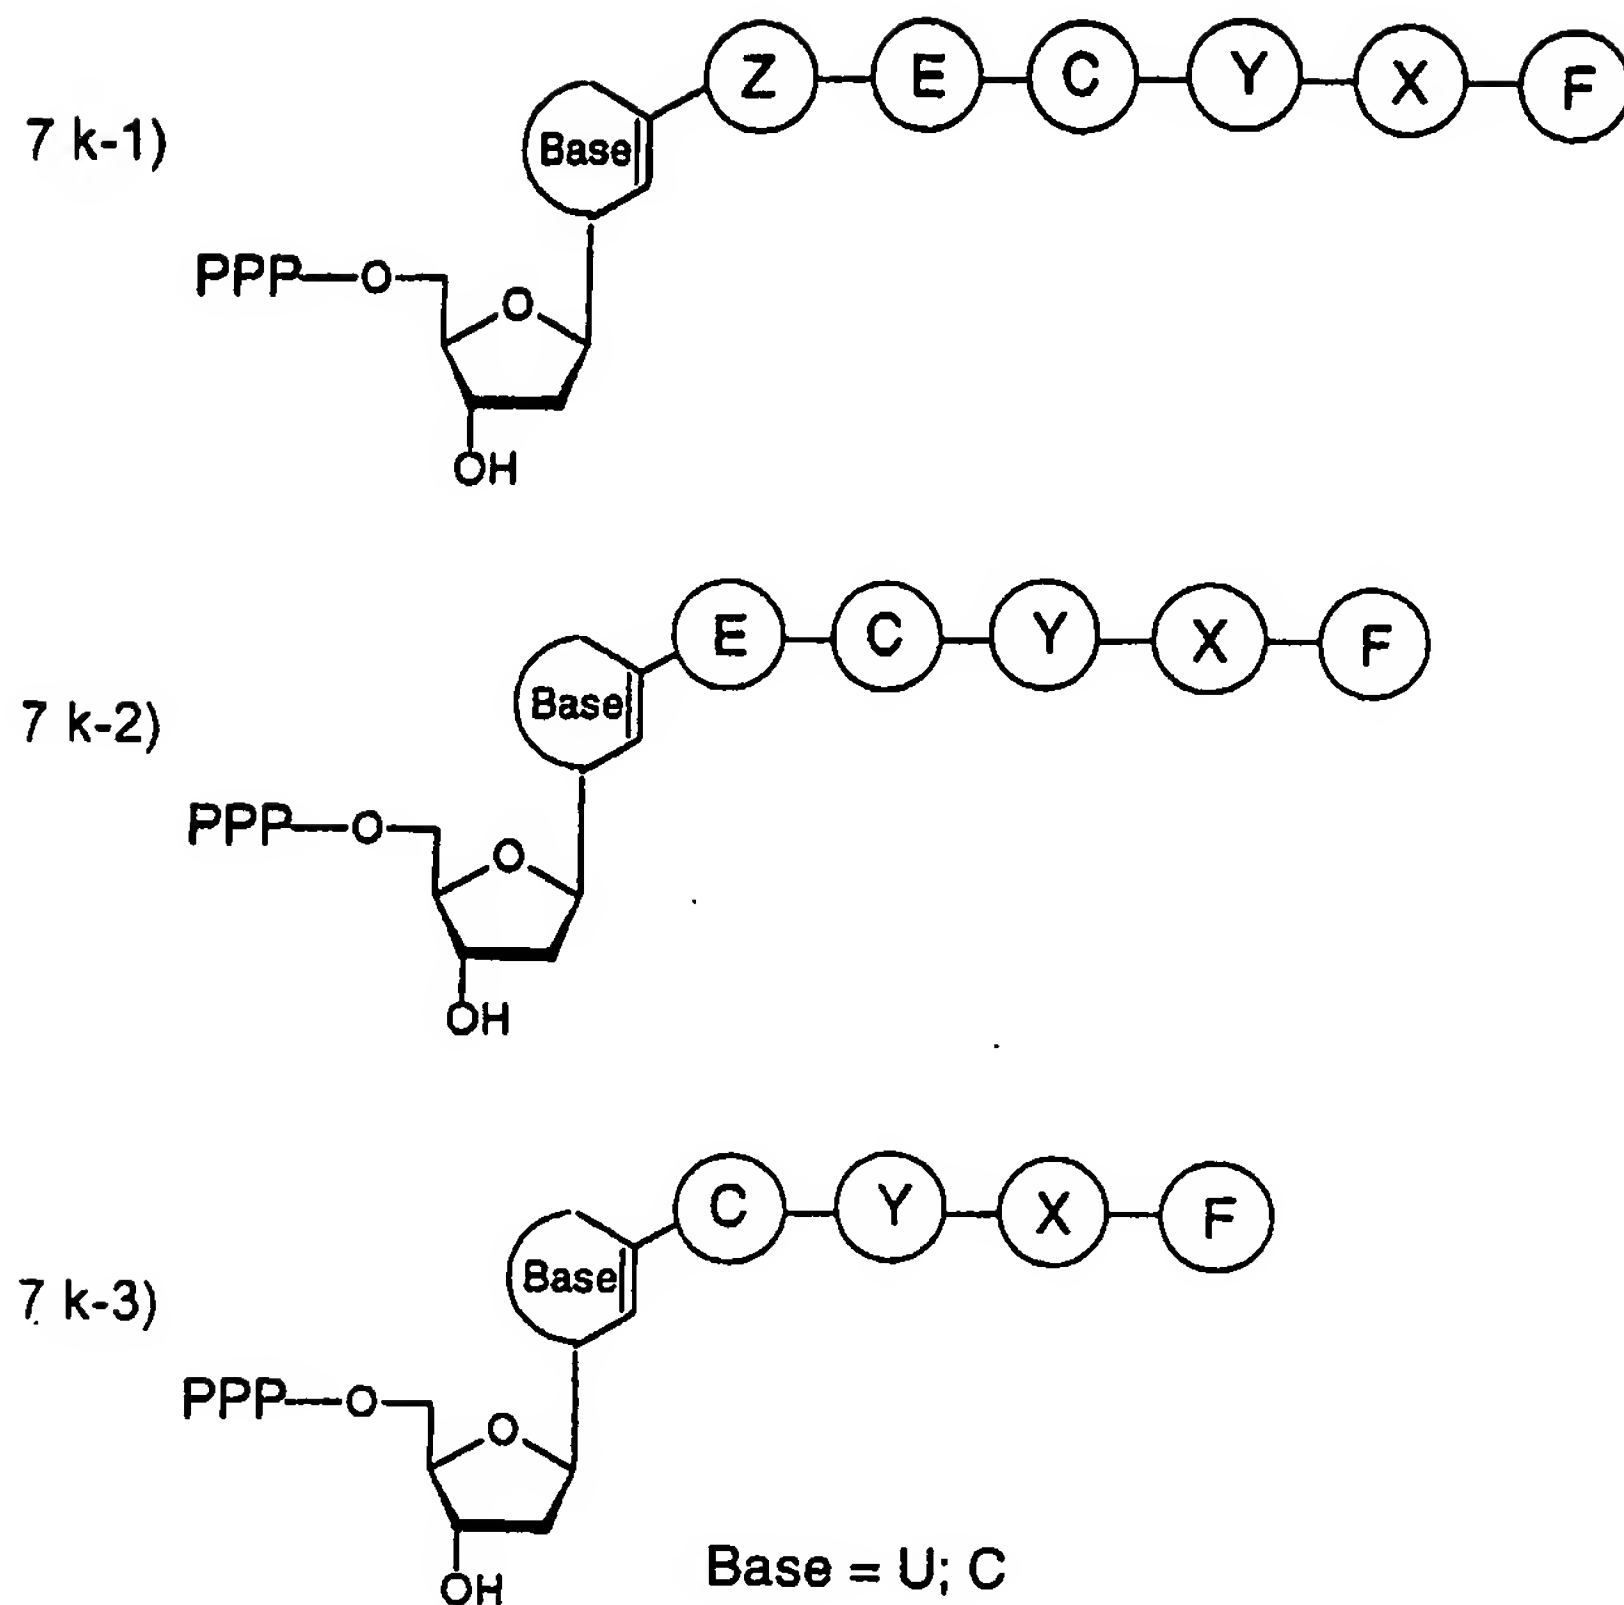 7 k-1)
Base Z E C Y X F
PPP O O
OH
7 k-2)
Base E C Y X F
PPP O O
OH
7 k-3)
Base C Y X F
PPP O O
OH
Base = U; C